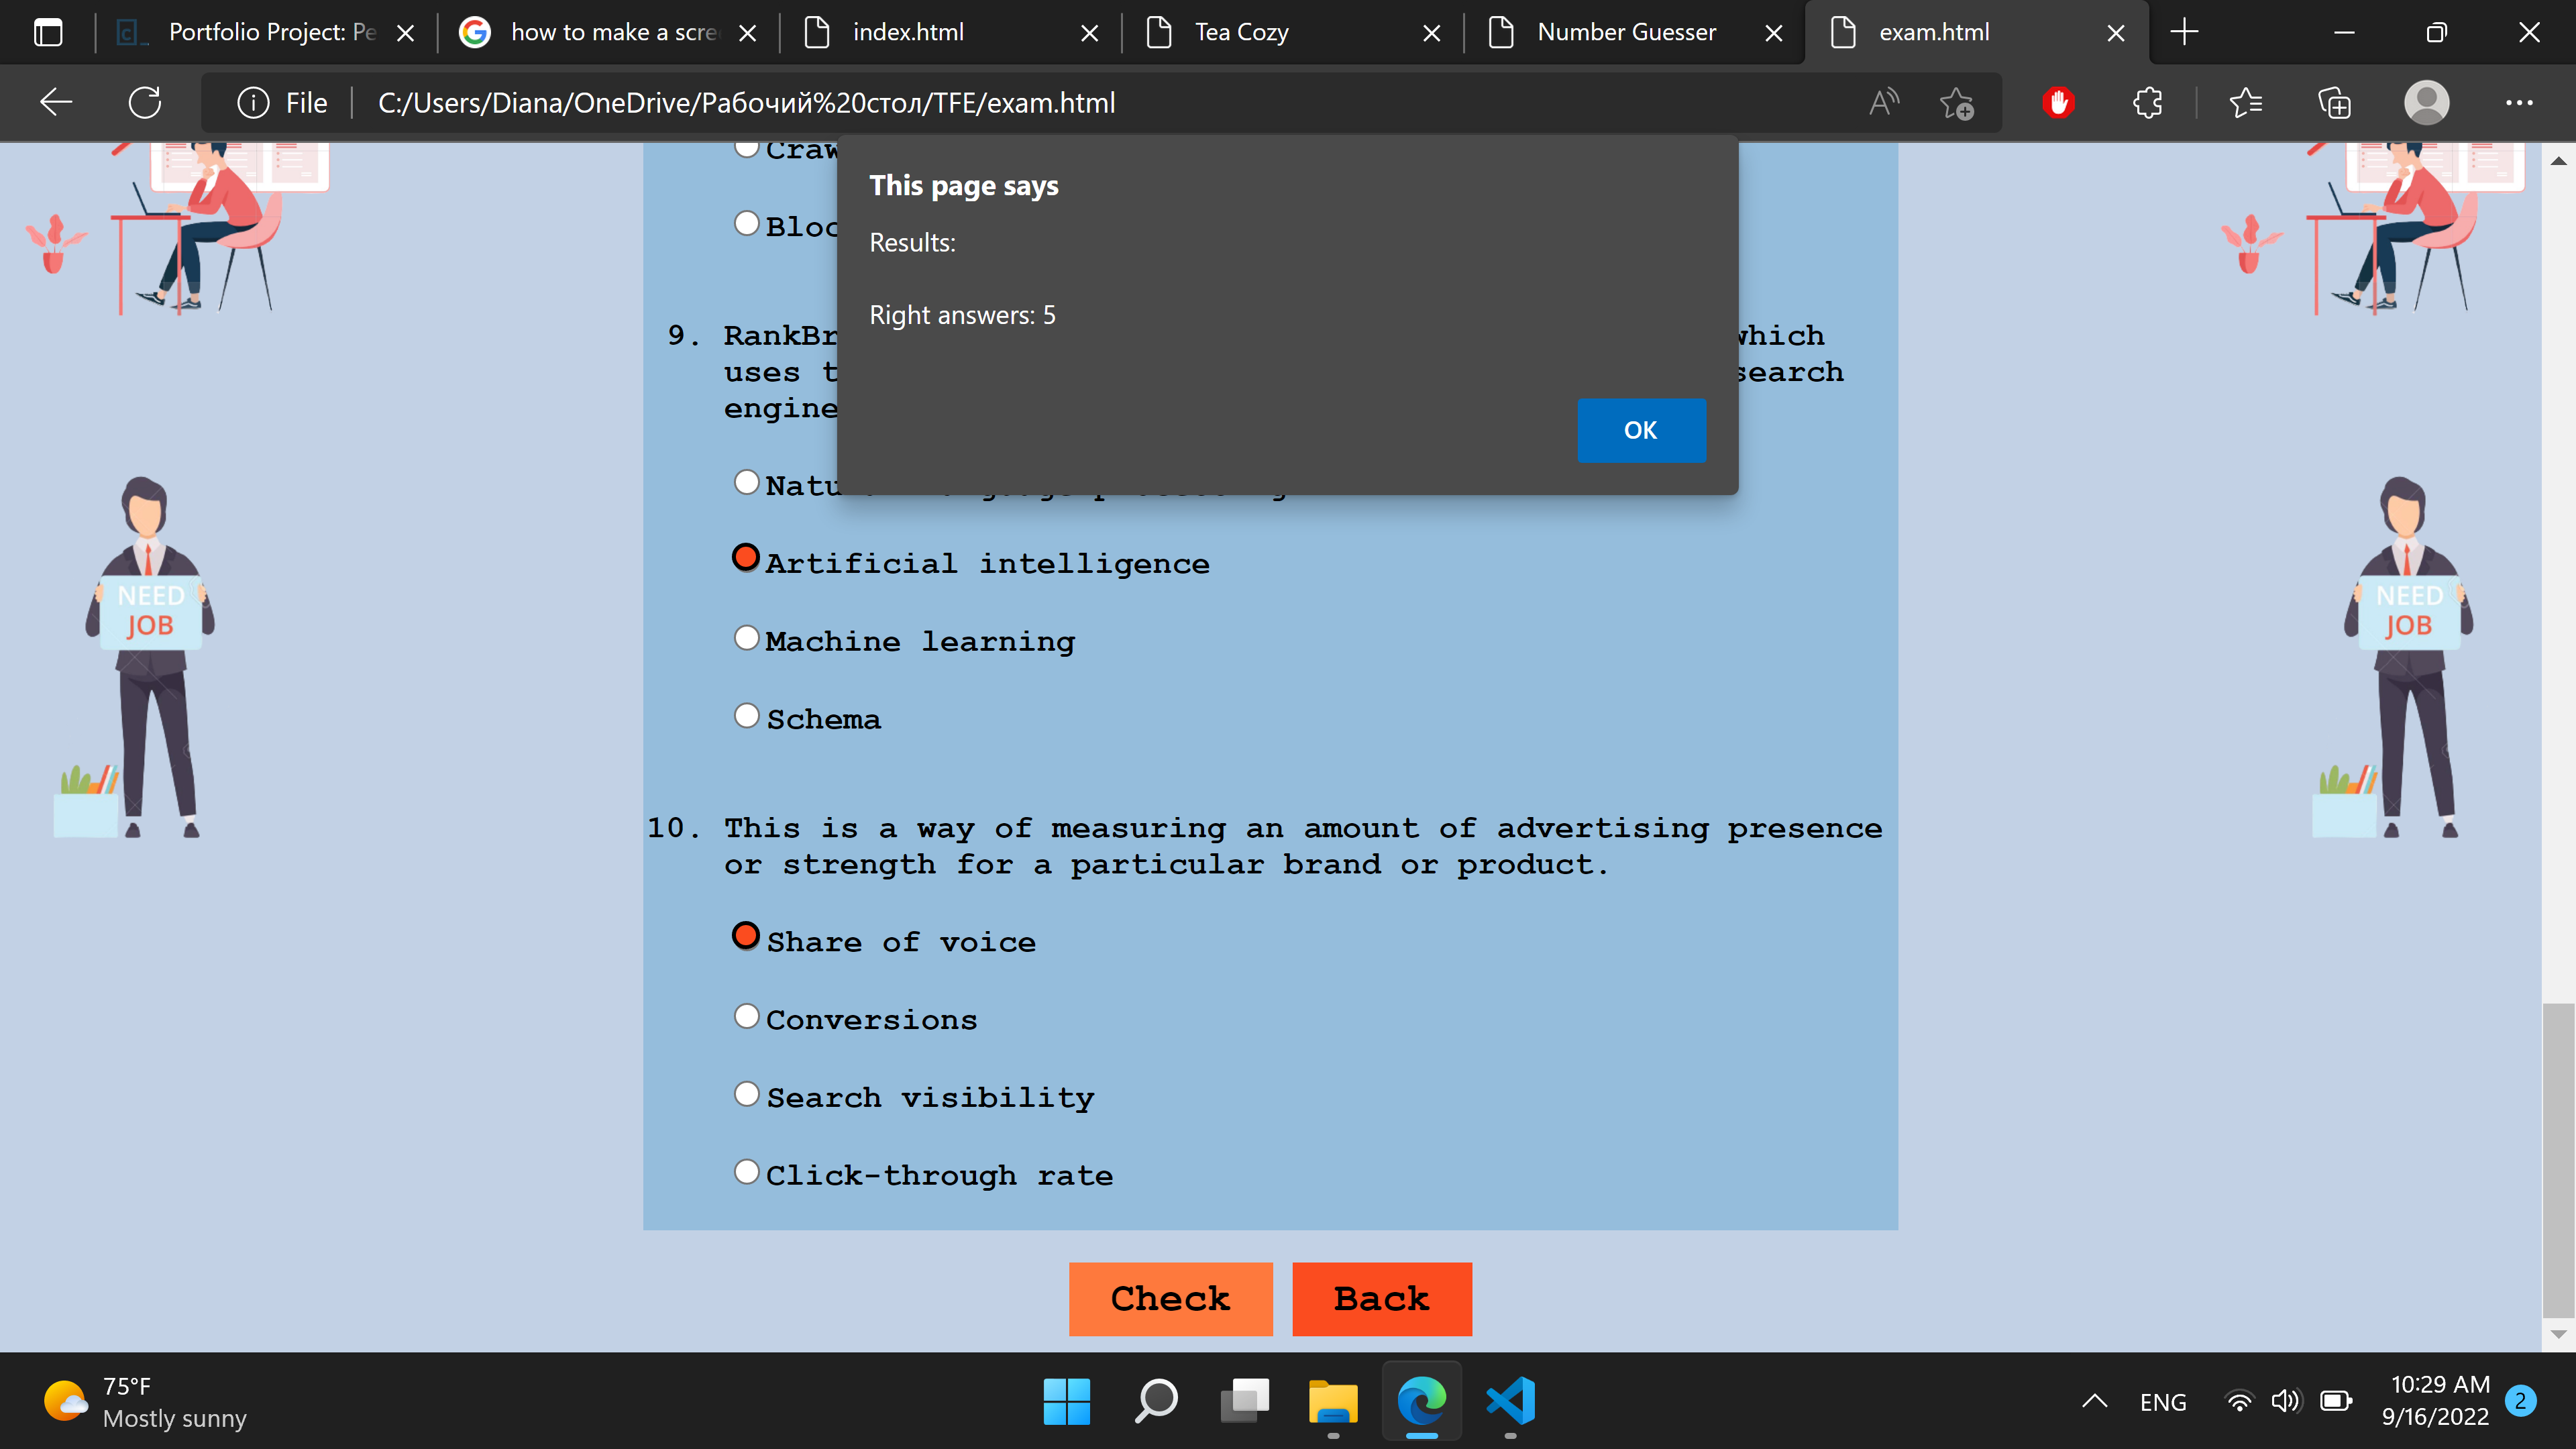 Portfolio Project: Pe
how to make a scre
index.html
Tea Cozy
Number Guesser
exam.html
File
C:/Users/Diana/OneDrive/Рабочий%20стол/TFE/exam.html
This page says
Results:
Right answers: 5
OK
Craw
Bloc
9. RankBr which
uses t search
engine
Natu
Artificial intelligence
Machine learning
Schema
10. This is a way of measuring an amount of advertising presence
or strength for a particular brand or product.
Share of voice
Conversions
Search visibility
Click-through rate
Check
Back
NEED
JOB
NEED
JOB
75°F
Mostly sunny
ENG
10:29 AM
9/16/2022
2